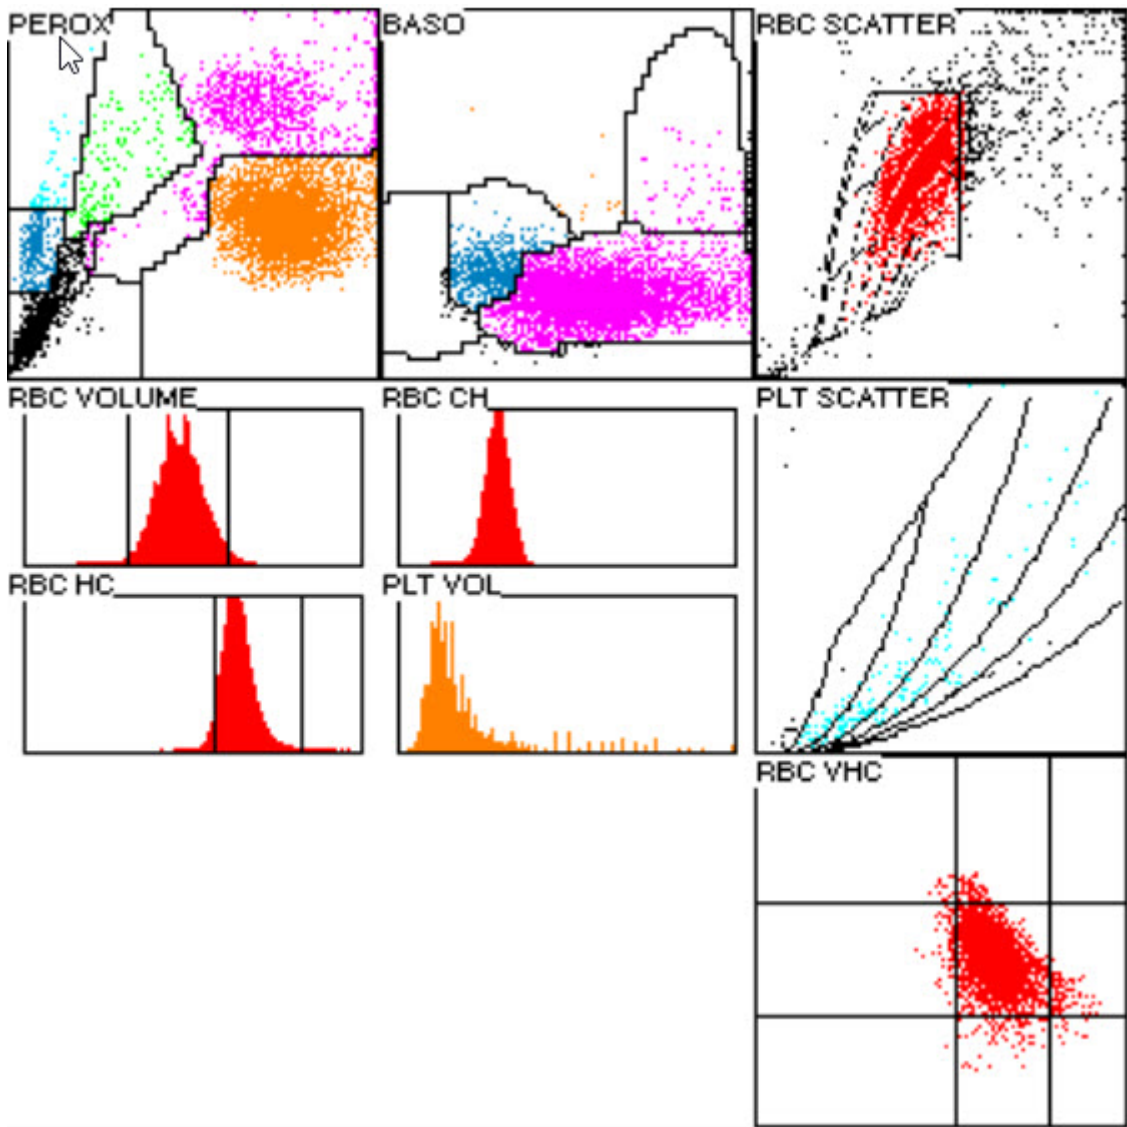 PEROX
BASO
RBC SCATTER
RBC VOLUME
RBC CH
PLT SCATTER
RBC HC
PLT VOL
RBC VHC